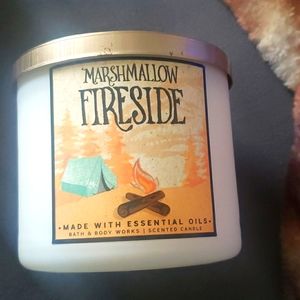 MARSHMALLOW
FIRESIDE
•MADE WITH ESSENTIAL OILS•
BATH & BODY WORKS | SCENTED CANDLE